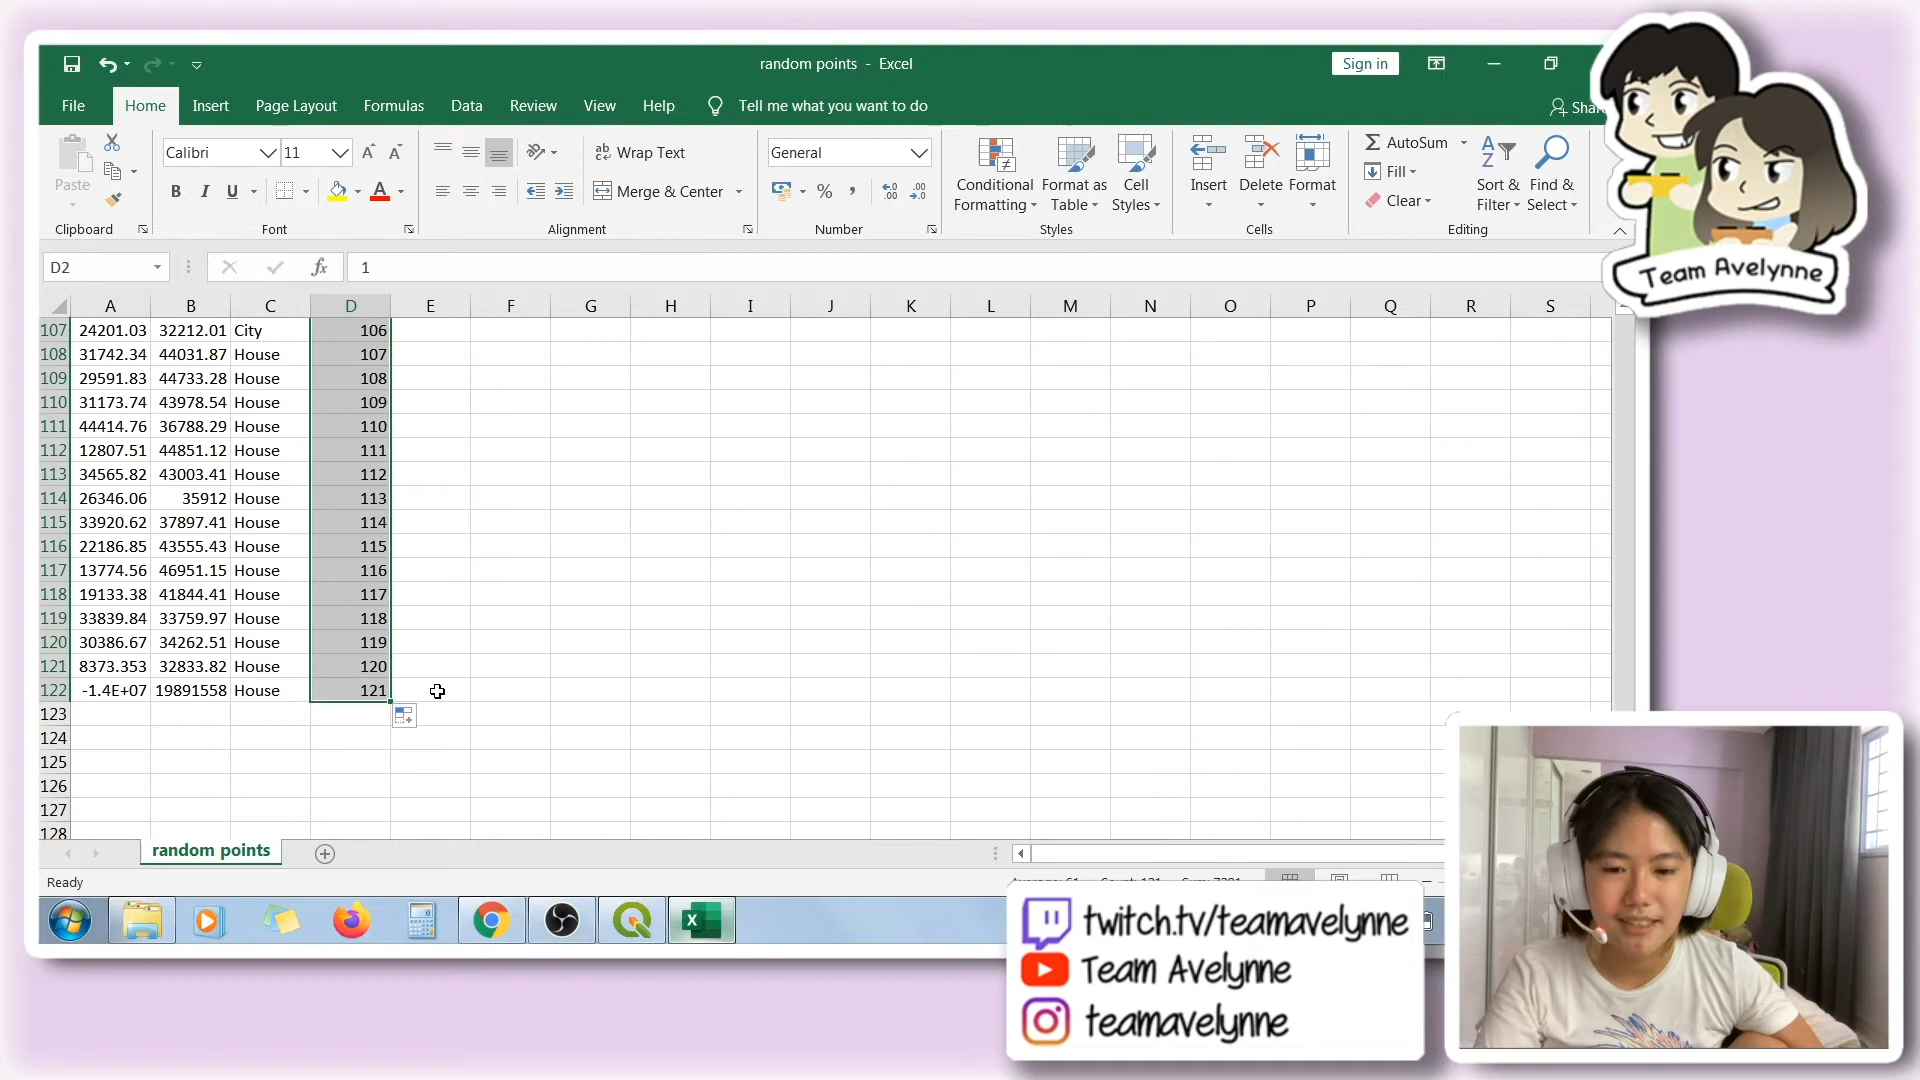 random points - Excel
Sign in
File Home Insert Page Layout Formulas Data Review View Help Tell me what you want to do
Paste
Calibri 11
B I U A
Wrap Text
Merge & Center
General
% ,
Conditional Formatting
Format as Table
Cell Styles
Insert Delete Format
AutoSum
Fill
Clear
Sort & Filter
Find & Select
Clipboard Font Alignment Number Styles Cells Editing
D2 fx 1
A B C D E F G H I J K L M N O P Q R S
107 24201.03 32212.01 City 106
108 31742.34 44031.87 House 107
109 29591.83 44733.28 House 108
110 31173.74 43978.54 House 109
111 44414.76 36788.29 House 110
112 12807.51 44851.12 House 111
113 34565.82 43003.41 House 112
114 26346.06 35912 House 113
115 33920.62 37897.41 House 114
116 22186.85 43555.43 House 115
117 13774.56 46951.15 House 116
118 19133.38 41844.41 House 117
119 33839.84 33759.97 House 118
120 30386.67 34262.51 House 119
121 8373.353 32833.82 House 120
122 -1.4E+07 19891558 House 121
123
124
125
126
127
128
random points
Ready
Team Avelynne
twitch.tv/teamavelynne
Team Avelynne
teamavelynne